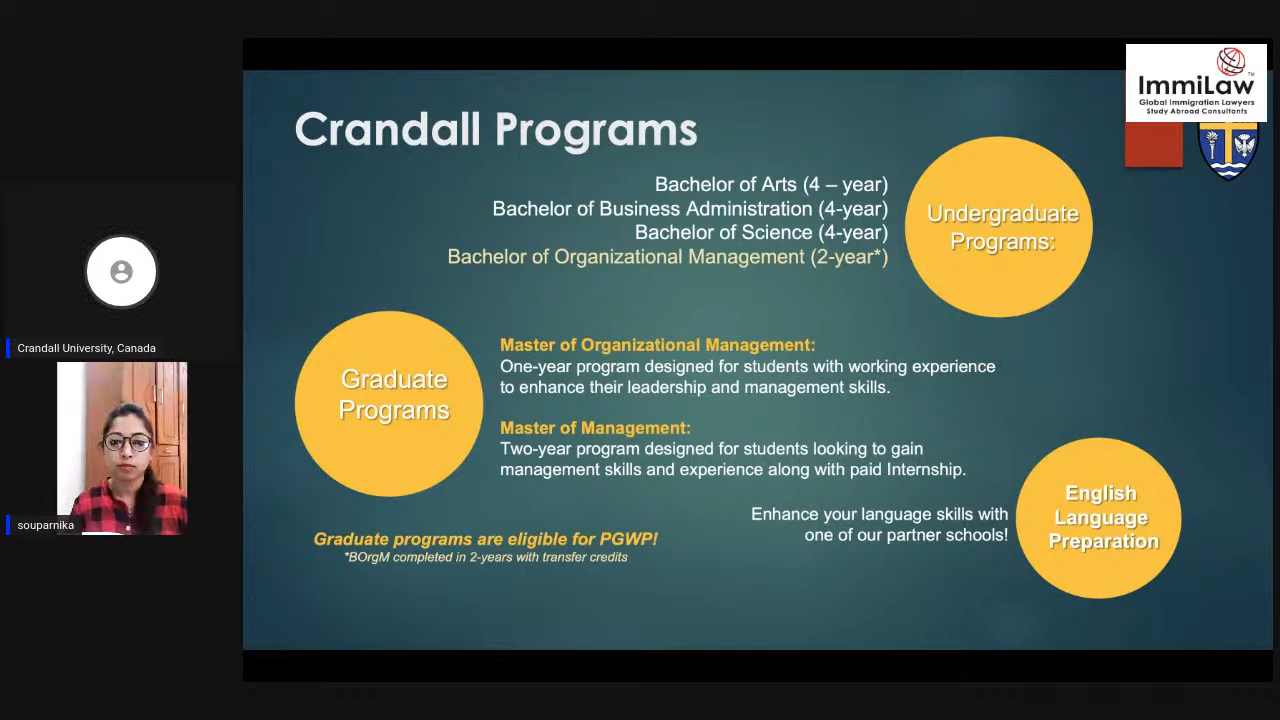 ImmiLaw™
Global Immigration Lawyers
Study Abroad Consultants
Crandall Programs
Bachelor of Arts (4 – year)
Bachelor of Business Administration (4-year)
Bachelor of Science (4-year)
Bachelor of Organizational Management (2-year*)
Undergraduate
Programs:
Graduate
Programs
Master of Organizational Management:
One-year program designed for students with working experience
to enhance their leadership and management skills.
Master of Management:
Two-year program designed for students looking to gain
management skills and experience along with paid Internship.
Enhance your language skills with
one of our partner schools!
English
Language
Preparation
Graduate programs are eligible for PGWP!
*BOrgM completed in 2-years with transfer credits
Crandall University, Canada
souparnika